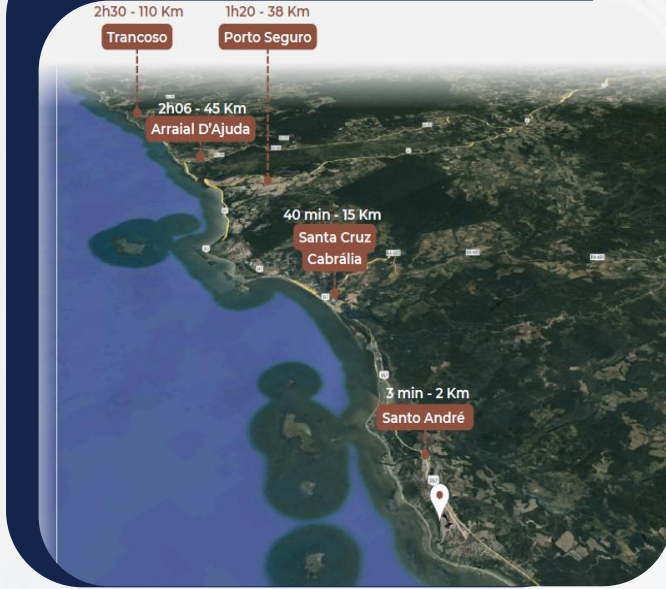 2h30 - 110 Km
Trancoso
1h20 - 38 Km
Porto Seguro
2h06 - 45 Km
Arraial D'Ajuda
40 min - 15 Km
Santa Cruz
Cabrália
3 min - 2 Km
Santo André
367